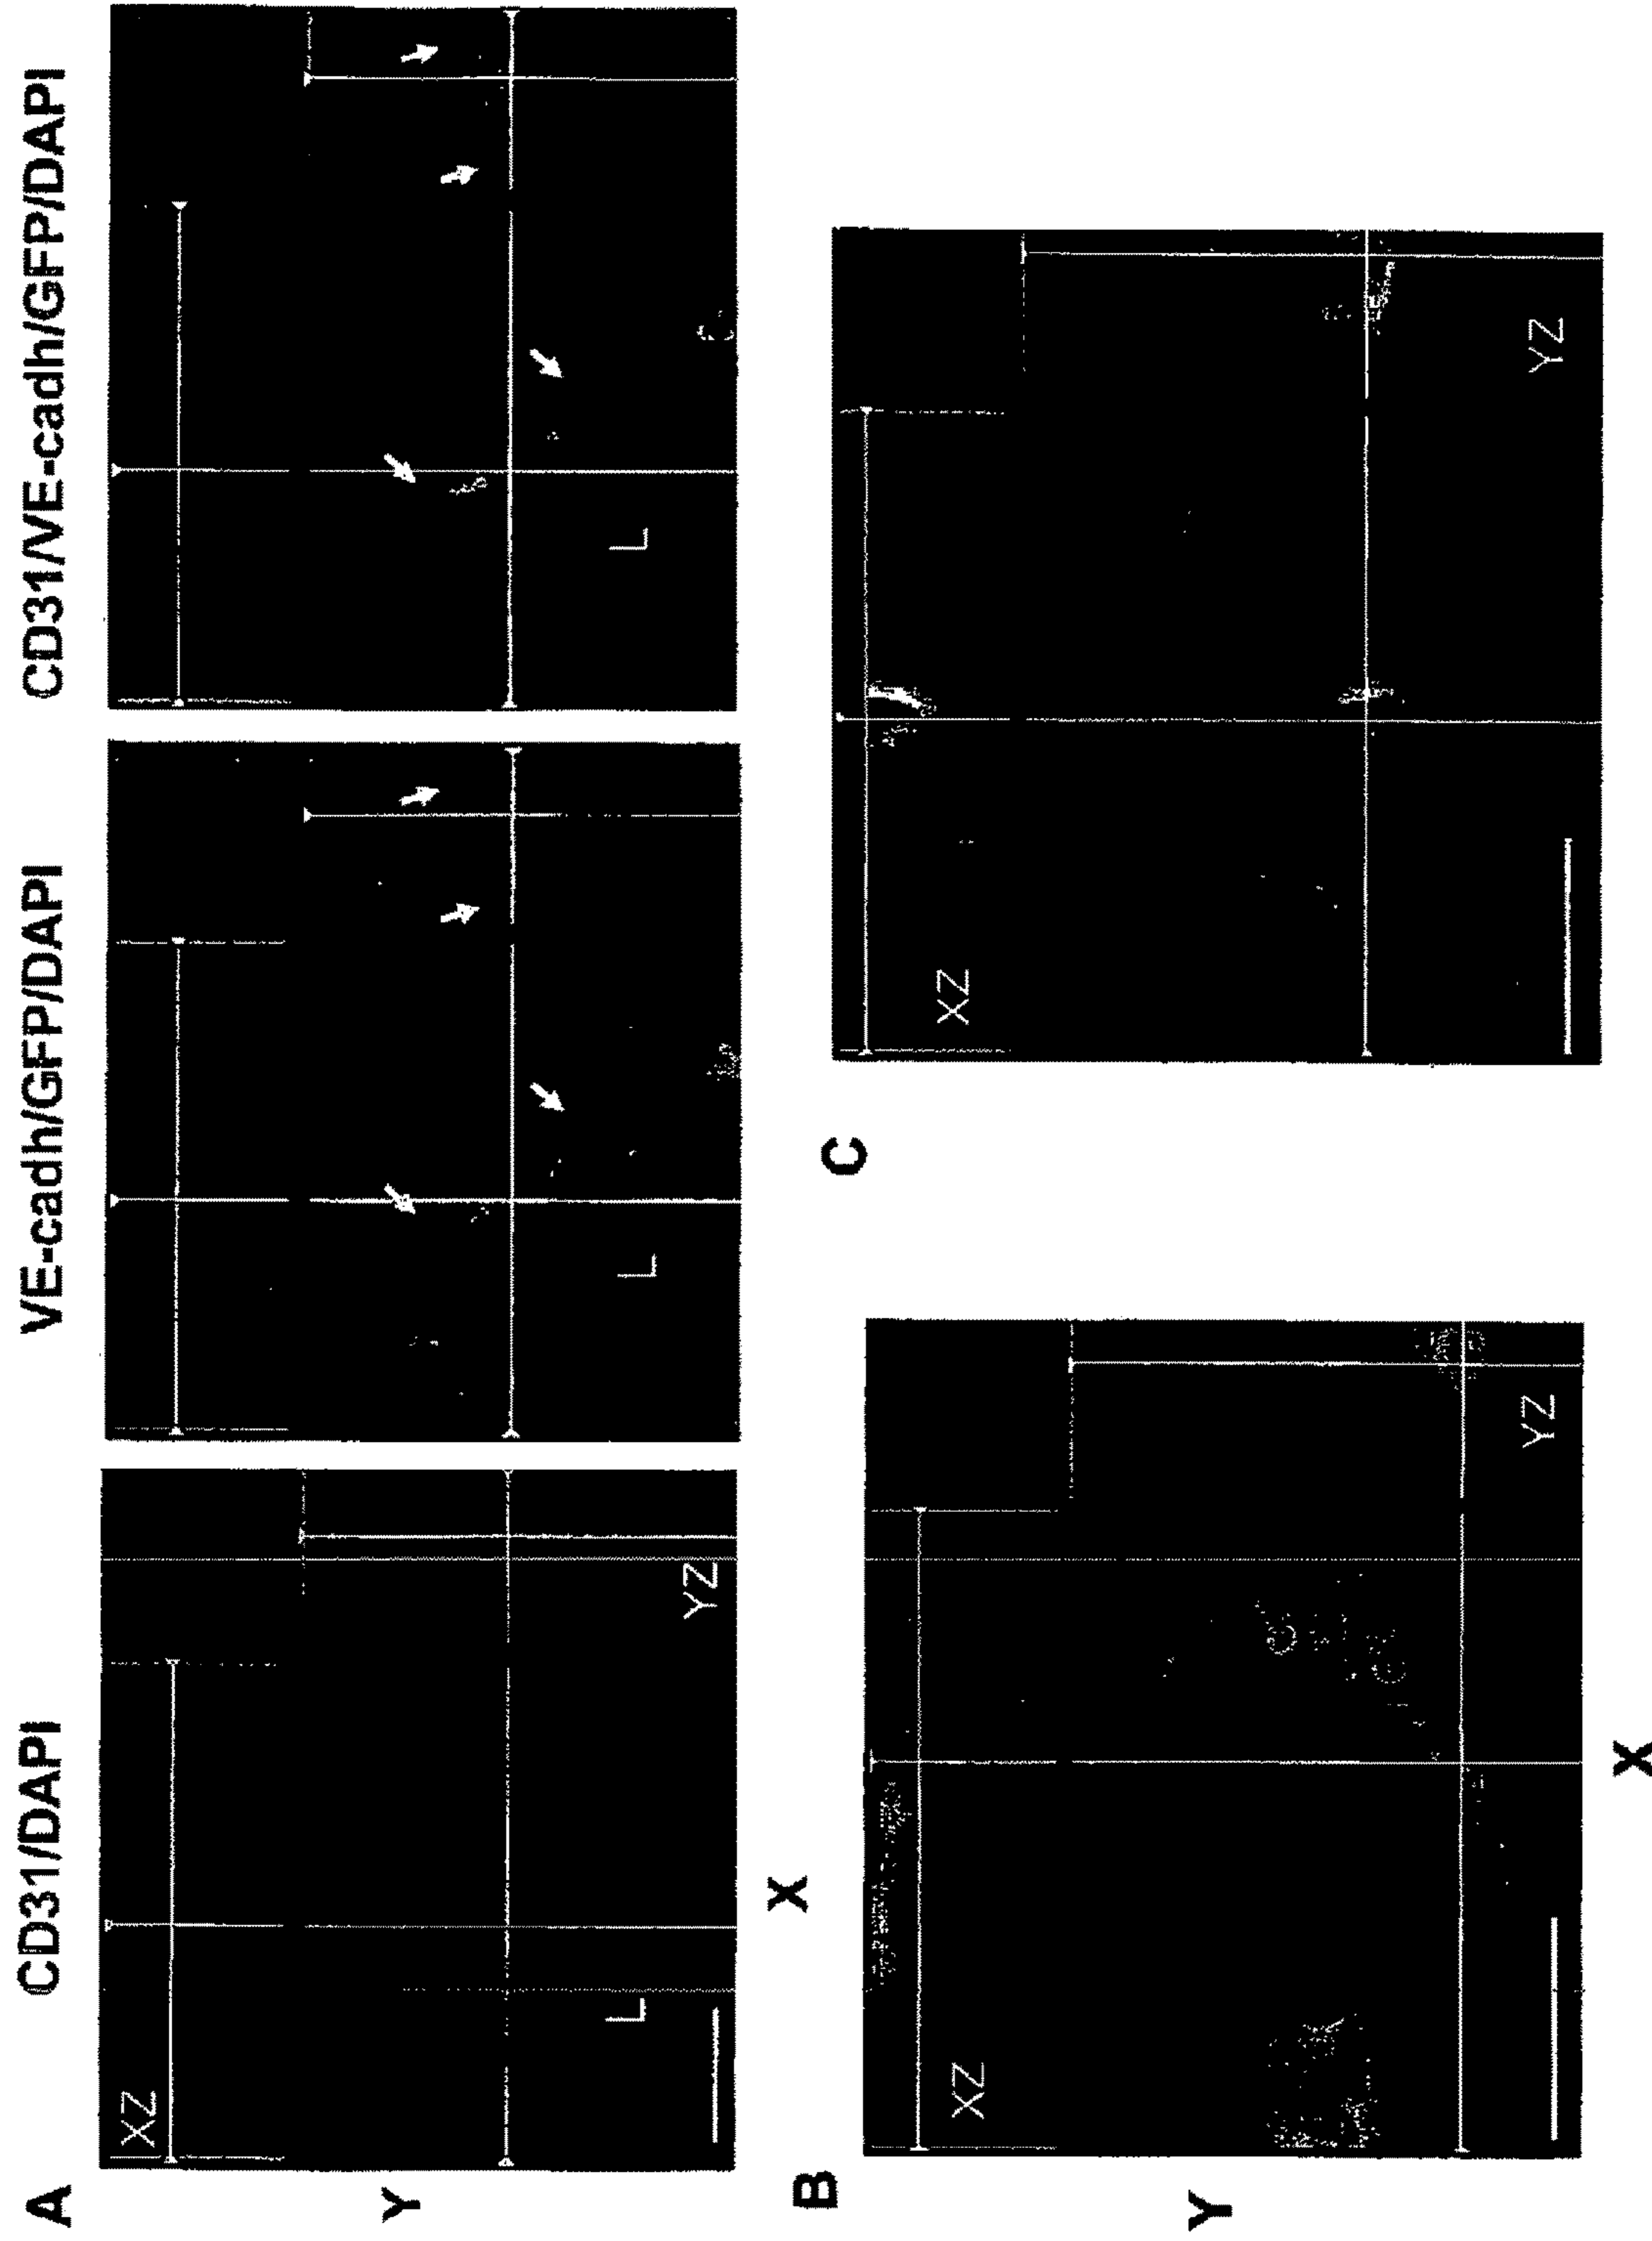 A
CD31/DAPI
VE-cadh/GFP/DAPI
CD31/VE-cadh/GFP/DAPI
XZ
Y
L
YZ
L
L
X
B
C
XZ
Y
YZ
X
XZ
YZ